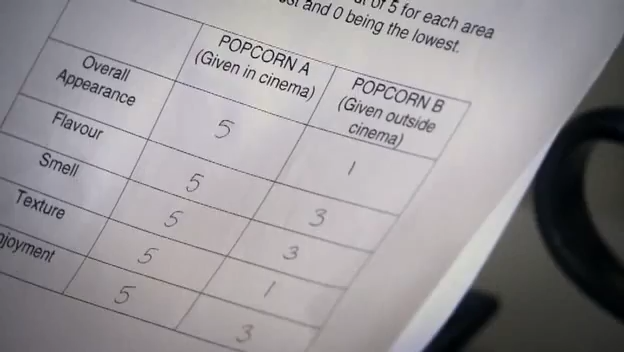 of 5 for each area
and 0 being the lowest.
POPCORN A
(Given in cinema)
POPCORN B
(Given outside
cinema)
Overall
Appearance
5
1
Flavour
5
3
Smell
5
3
Texture
5
1
5
3